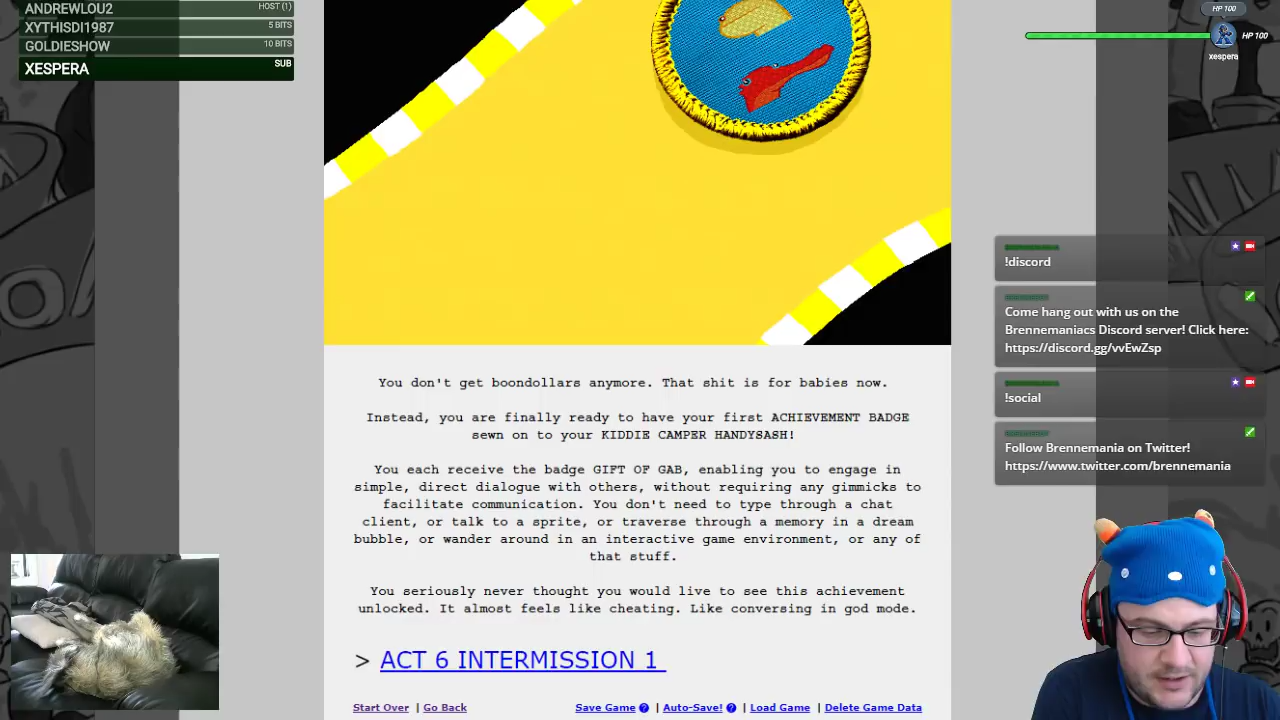 ANDREWLOU2 HOST (1)
XYTHISDI1987 5 BITS
GOLDIESHOW 10 BITS
XESPERA SUB
HP 100
HP 100
xespera
!discord
Come hang out with us on the
Brennemaniacs Discord server! Click here:
https://discord.gg/vvEwZsp
!social
Follow Brennemania on Twitter!
https://www.twitter.com/brennemania
You don't get boondollars anymore. That shit is for babies now.
Instead, you are finally ready to have your first ACHIEVEMENT BADGE
sewn on to your KIDDIE CAMPER HANDYSASH!
You each receive the badge GIFT OF GAB, enabling you to engage in
simple, direct dialogue with others, without requiring any gimmicks to
facilitate communication. You don't need to type through a chat
client, or talk to a sprite, or traverse through a memory in a dream
bubble, or wander around in an interactive game environment, or any of
that stuff.
You seriously never thought you would live to see this achievement
unlocked. It almost feels like cheating. Like conversing in god mode.
> ACT 6 INTERMISSION 1
Start Over | Go Back Save Game ? | Auto-Save! ? | Load Game | Delete Game Data